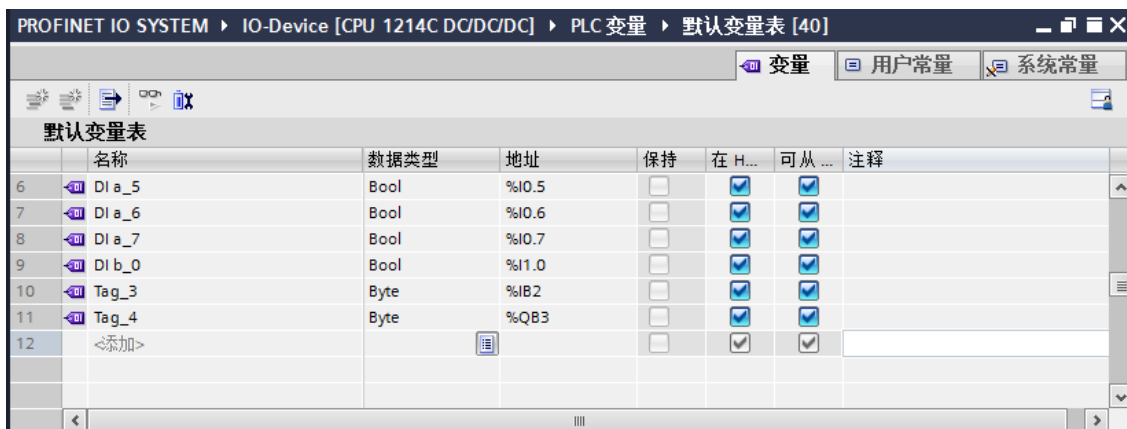 PROFINET IO SYSTEM ▸ IO-Device [CPU 1214C DC/DC/DC] ▸ PLC 变量 ▸ 默认变量表 [40]
变量 用户常量 系统常量
默认变量表
名称 数据类型 地址 保持 在 H... 可从 ... 注释
6 DI a_5 Bool %I0.5
7 DI a_6 Bool %I0.6
8 DI a_7 Bool %I0.7
9 DI b_0 Bool %I1.0
10 Tag_3 Byte %IB2
11 Tag_4 Byte %QB3
12 <添加>